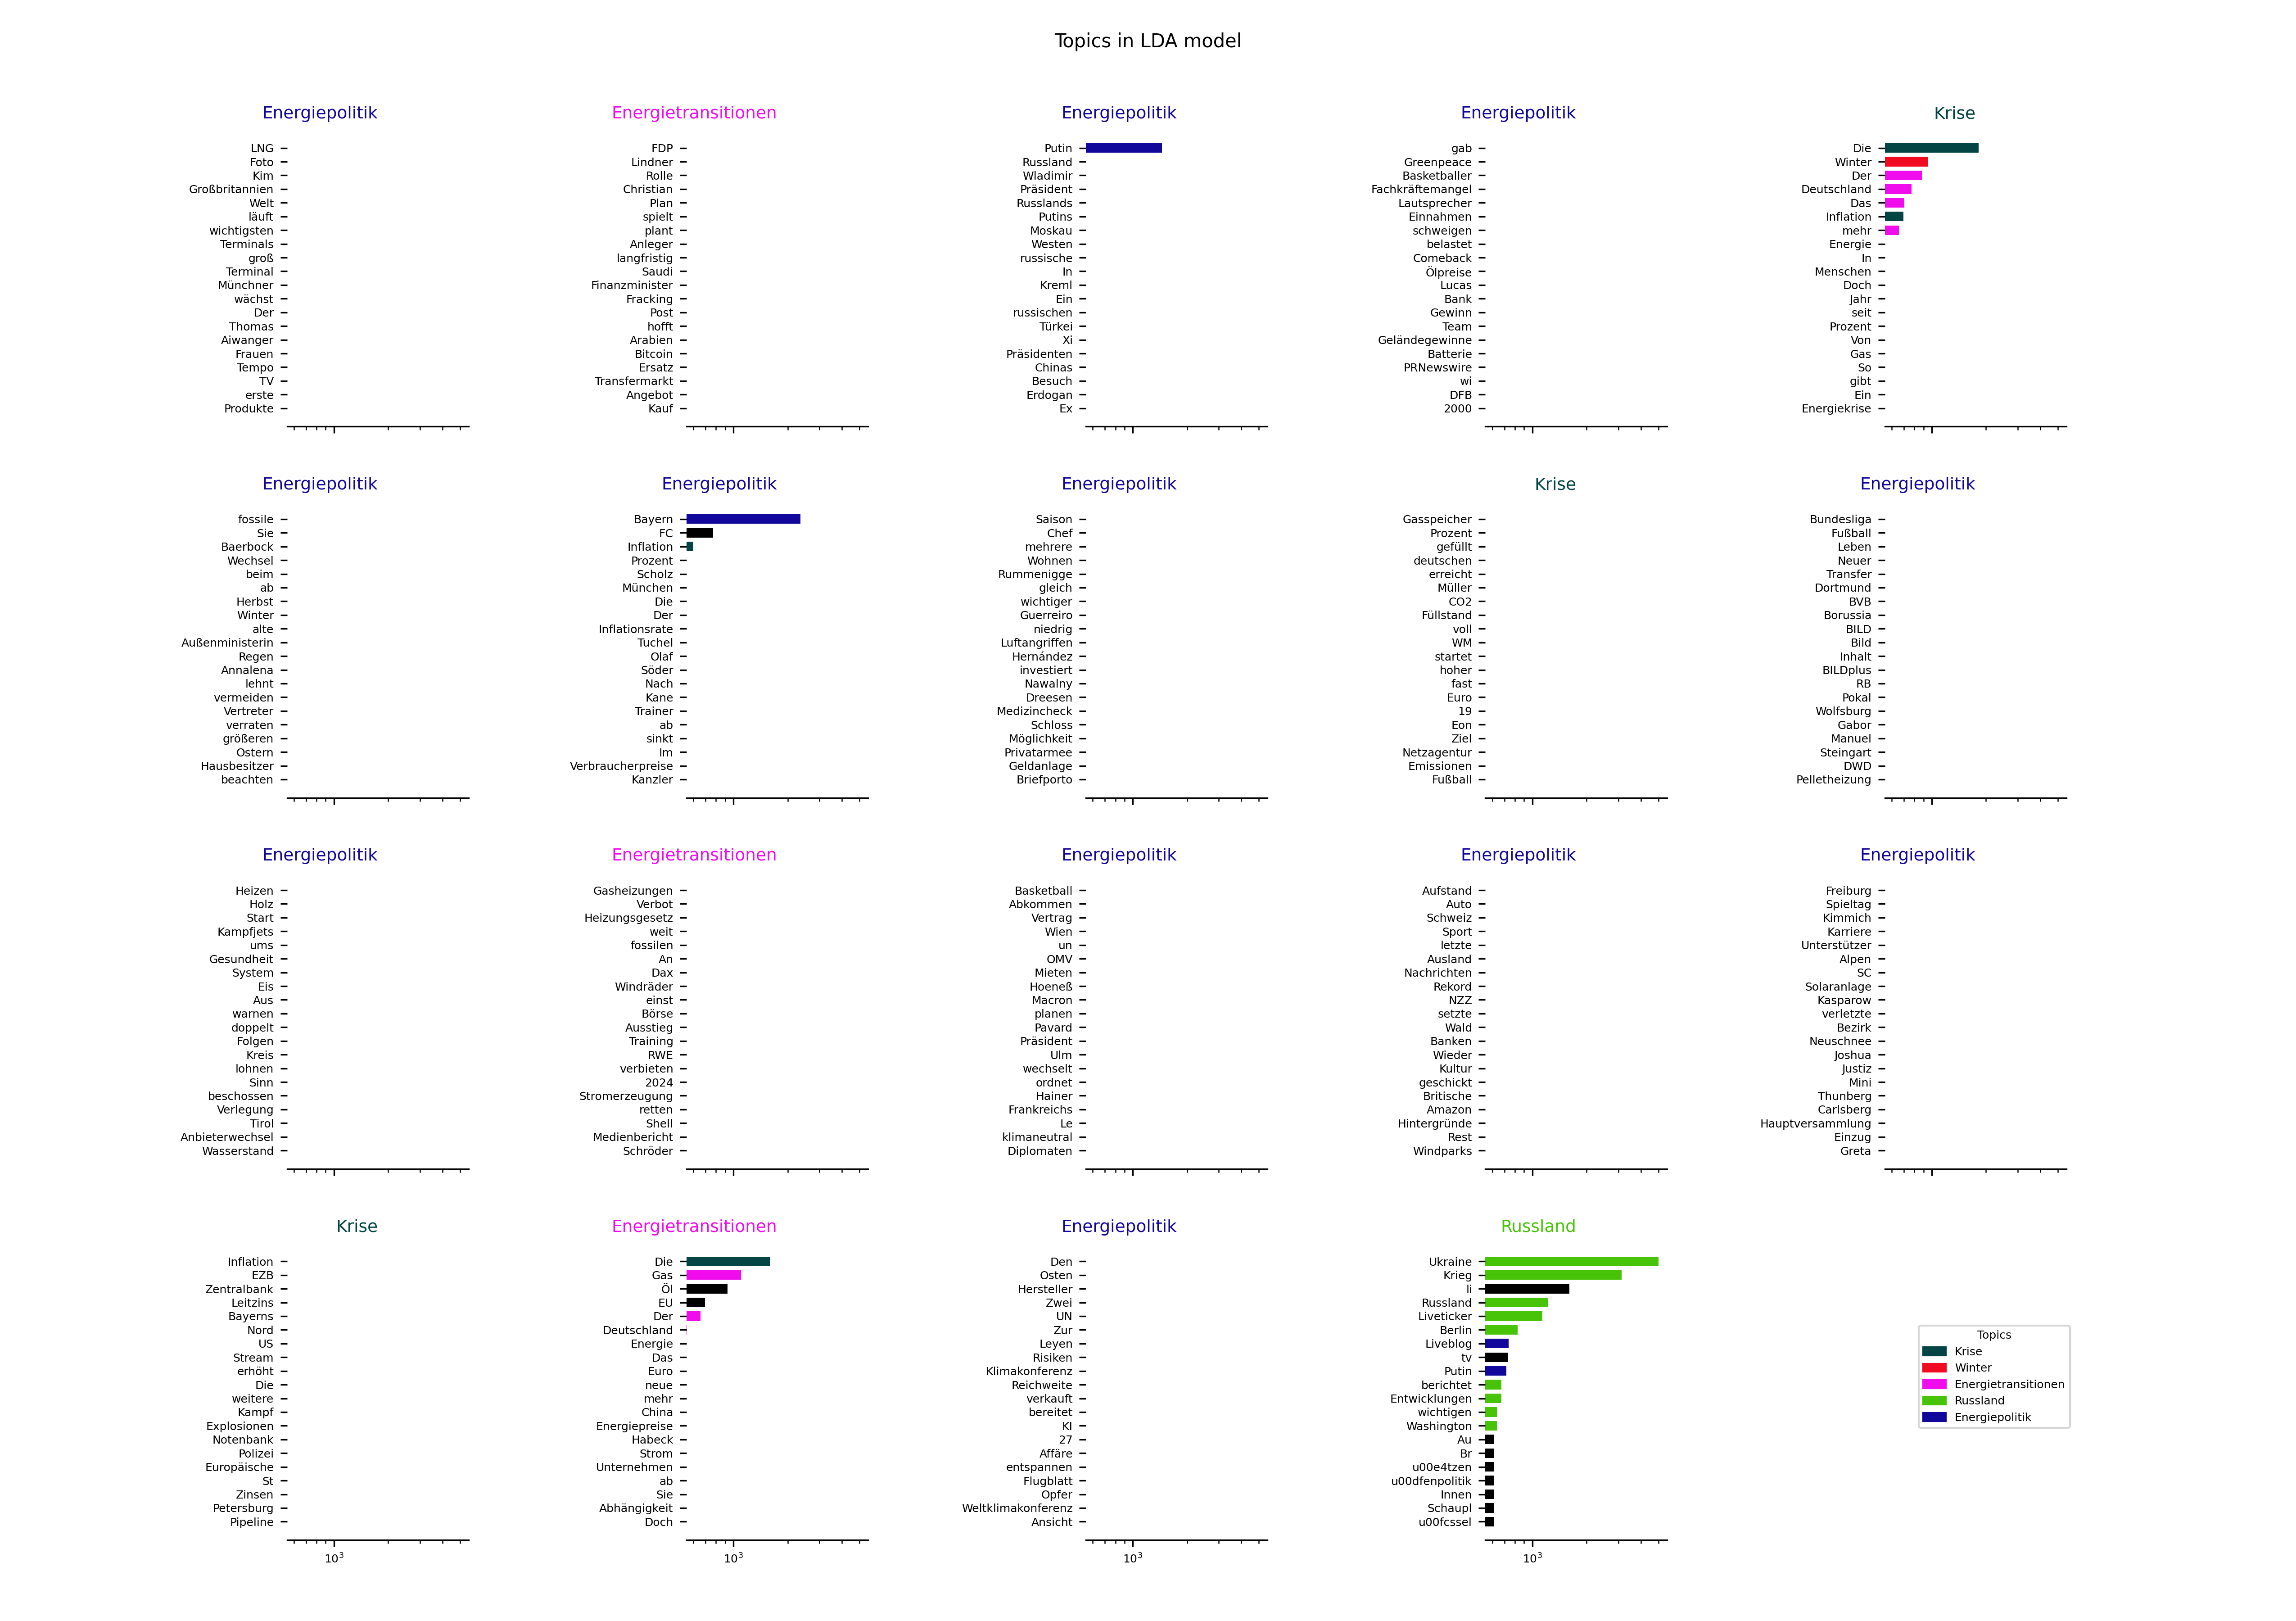 Topics in LDA model
Energiepolitik
LNG
Foto
Kim
Großbritannien
Welt
läuft
wichtigsten
Terminals
groß
Terminal
Münchner
wächst
Der
Thomas
Aiwanger
Frauen
Tempo
TV
erste
Produkte
Energietransitionen
FDP
Lindner
Rolle
Christian
Plan
spielt
plant
Anleger
langfristig
Saudi
Finanzminister
Fracking
Post
hofft
Arabien
Bitcoin
Ersatz
Transfermarkt
Angebot
Kauf
Energiepolitik
Putin
Russland
Wladimir
Präsident
Russlands
Putins
Moskau
Westen
russische
In
Kreml
Ein
russischen
Türkei
Xi
Präsidenten
Chinas
Besuch
Erdogan
Ex
Energiepolitik
gab
Greenpeace
Basketballer
Fachkräftemangel
Lautsprecher
Einnahmen
schweigen
belastet
Comeback
Ölpreise
Lucas
Bank
Gewinn
Team
Geländegewinne
Batterie
PRNewswire
wi
DFB
2000
Krise
Die
Winter
Der
Deutschland
Das
Inflation
mehr
Energie
In
Menschen
Doch
Jahr
seit
Prozent
Von
Gas
So
gibt
Ein
Energiekrise
Energiepolitik
fossile
Sie
Baerbock
Wechsel
beim
ab
Herbst
Winter
alte
Außenministerin
Regen
Annalena
lehnt
vermeiden
Vertreter
verraten
größeren
Ostern
Hausbesitzer
beachten
Energiepolitik
Bayern
FC
Inflation
Prozent
Scholz
München
Die
Der
Inflationsrate
Tuchel
Olaf
Söder
Nach
Kane
Trainer
ab
sinkt
Im
Verbraucherpreise
Kanzler
Energiepolitik
Saison
Chef
mehrere
Wohnen
Rummenigge
gleich
wichtiger
Guerreiro
niedrig
Luftangriffen
Hernández
investiert
Nawalny
Dreesen
Medizincheck
Schloss
Möglichkeit
Privatarmee
Geldanlage
Briefporto
Krise
Gasspeicher
Prozent
gefüllt
deutschen
erreicht
Müller
CO2
Füllstand
voll
WM
startet
hoher
fast
Euro
19
Eon
Ziel
Netzagentur
Emissionen
Fußball
Energiepolitik
Bundesliga
Fußball
Leben
Neuer
Transfer
Dortmund
BVB
Borussia
BILD
Bild
Inhalt
BILDplus
RB
Pokal
Wolfsburg
Gabor
Manuel
Steingart
DWD
Pelletheizung
Energiepolitik
Heizen
Holz
Start
Kampfjets
ums
Gesundheit
System
Eis
Aus
warnen
doppelt
Folgen
Kreis
lohnen
Sinn
beschossen
Verlegung
Tirol
Anbieterwechsel
Wasserstand
Energietransitionen
Gasheizungen
Verbot
Heizungsgesetz
weit
fossilen
An
Dax
Windräder
einst
Börse
Ausstieg
Training
RWE
verbieten
2024
Stromerzeugung
retten
Shell
Medienbericht
Schröder
Energiepolitik
Basketball
Abkommen
Vertrag
Wien
un
OMV
Mieten
Hoeneß
Macron
planen
Pavard
Präsident
Ulm
wechselt
ordnet
Hainer
Frankreichs
Le
klimaneutral
Diplomaten
Energiepolitik
Aufstand
Auto
Schweiz
Sport
letzte
Ausland
Nachrichten
Rekord
NZZ
setzte
Wald
Banken
Wieder
Kultur
geschickt
Britische
Amazon
Hintergründe
Rest
Windparks
Energiepolitik
Freiburg
Spieltag
Kimmich
Karriere
Unterstützer
Alpen
SC
Solaranlage
Kasparow
verletzte
Bezirk
Neuschnee
Joshua
Justiz
Mini
Thunberg
Carlsberg
Hauptversammlung
Einzug
Greta
Krise
Inflation
EZB
Zentralbank
Leitzins
Bayerns
Nord
US
Stream
erhöht
Die
weitere
Kampf
Explosionen
Notenbank
Polizei
Europäische
St
Zinsen
Petersburg
Pipeline
10³
Energietransitionen
Die
Gas
Öl
EU
Der
Deutschland
Energie
Das
Euro
neue
mehr
China
Energiepreise
Habeck
Strom
Unternehmen
ab
Sie
Abhängigkeit
Doch
10³
Energiepolitik
Den
Osten
Hersteller
Zwei
UN
Zur
Leyen
Risiken
Klimakonferenz
Reichweite
verkauft
bereitet
KI
27
Affäre
entspannen
Flugblatt
Opfer
Weltklimakonferenz
Ansicht
10³
Russland
Ukraine
Krieg
li
Russland
Liveticker
Berlin
Liveblog
tv
Putin
berichtet
Entwicklungen
wichtigen
Washington
Au
Br
u00e4tzen
u00dfenpolitik
Innen
Schaupl
u00fcssel
10³
Topics
Krise
Winter
Energietransitionen
Russland
Energiepolitik